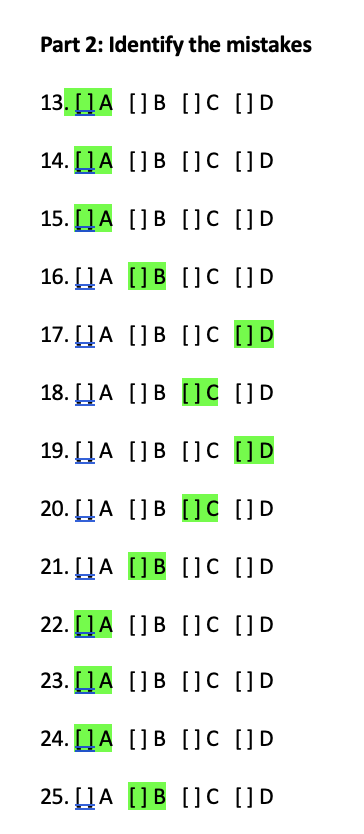 Part 2: Identify the mistakes
13. [] A [] B [] C [] D
14. [] A [] B [] C [] D
15. [] A [] B [] C [] D
16. [] A [] B [] C [] D
17. [] A [] B [] C [] D
18. [] A [] B [] C [] D
19. [] A [] B [] C [] D
20. [] A [] B [] C [] D
21. [] A [] B [] C [] D
22. [] A [] B [] C [] D
23. [] A [] B [] C [] D
24. [] A [] B [] C [] D
25. [] A [] B [] C [] D